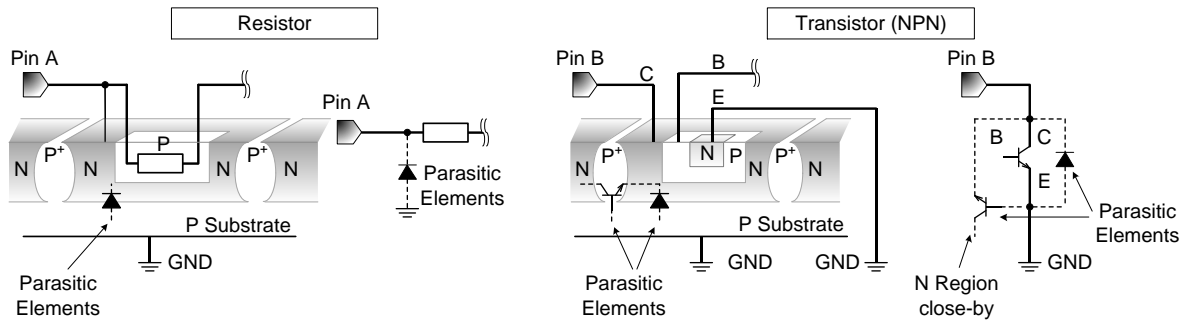 Resistor
Transistor (NPN)
Pin A
Pin A
N
P+
N
P
P+
N
N
Parasitic
Elements
P Substrate
GND
Parasitic
Elements
Pin B
C
B
E
N
P+
N
N
P
P+
N
N
P Substrate
GND
GND
Parasitic
Elements
Pin B
B
C
E
Parasitic
Elements
GND
N Region
close-by